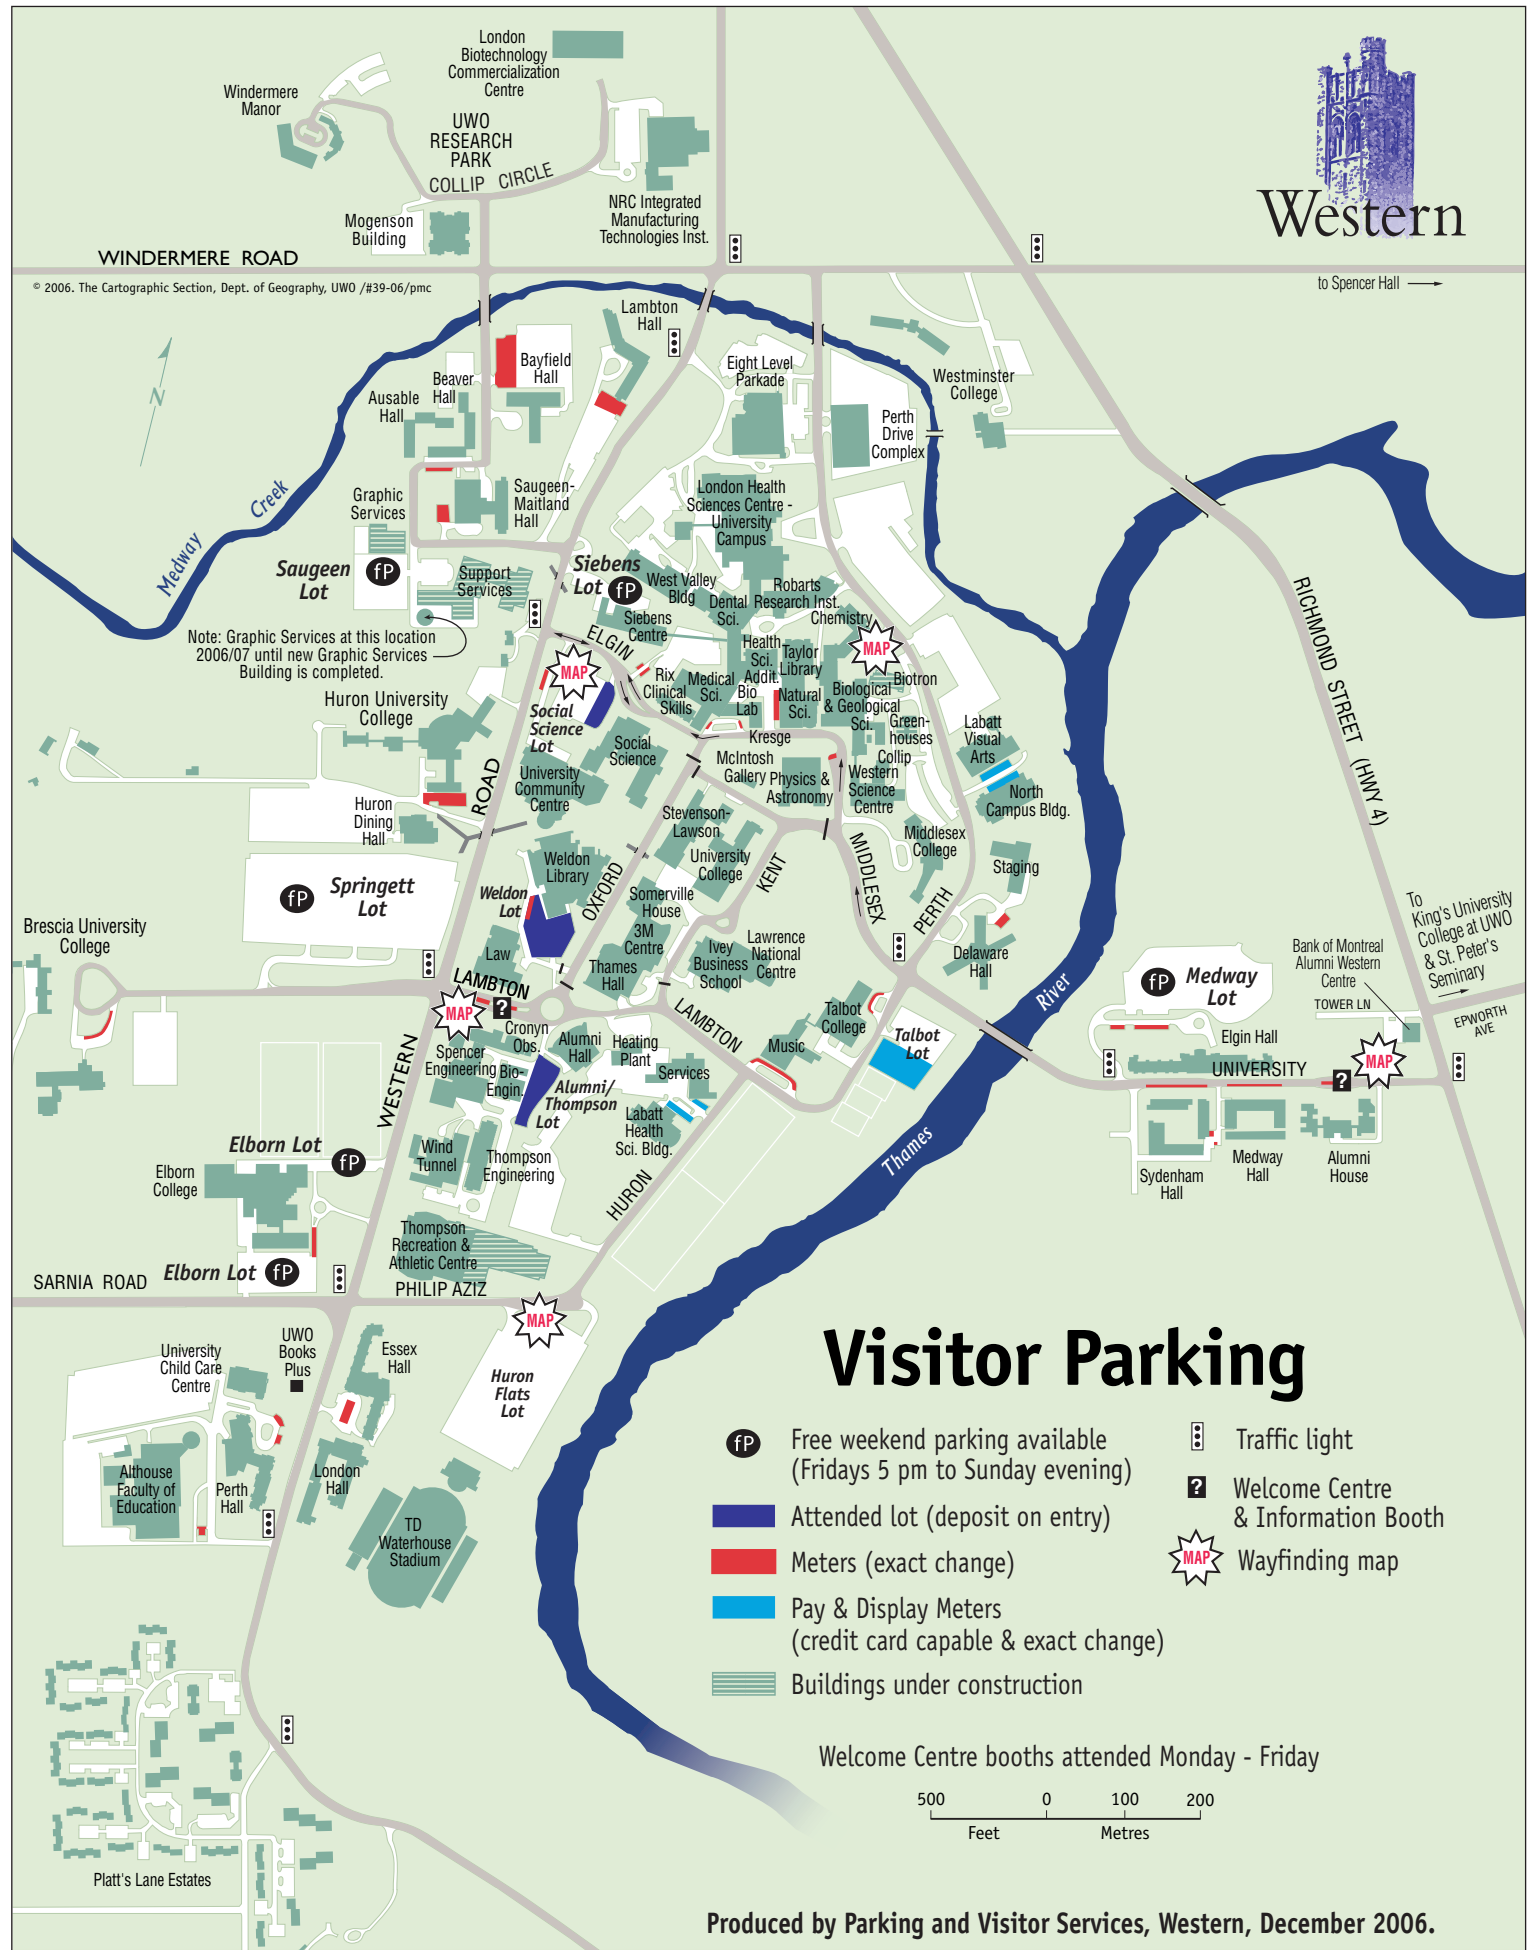 London
Biotechnology
Commercialization
Centre
Windermere
Manor
UWO
RESEARCH
PARK
COLLIP CIRCLE
NRC Integrated
Manufacturing
Technologies Inst.
Mogenson
Building
Western
WINDERMERE ROAD
to Spencer Hall
© 2006. The Cartographic Section, Dept. of Geography, UWO /#39-06/pmc
N
Lambton
Hall
Bayfield
Hall
Beaver
Hall
Ausable
Hall
Eight Level
Parkade
Westminster
College
Perth
Drive
Complex
Medway Creek
Graphic
Services
Saugeen-
Maitland
Hall
London Health
Sciences Centre -
University
Campus
Saugeen
Lot
fP
Support
Services
Siebens
Lot
fP
West Valley
Bldg
Dental
Sci.
Robarts
Research Inst.
Chemistry
Siebens
Centre
Note: Graphic Services at this location
2006/07 until new Graphic Services
Building is completed.
ELGIN
MAP
MAP
Health
Sci.
Addit.
Taylor
Library
Rix
Clinical
Skills
Medical
Sci.
Bio
Lab
Natural
Sci.
Biological
& Geological
Sci.
Biotron
Green-
houses
Huron University
College
Social
Science
Lot
Social
Science
Kresge
Collip
Labatt
Visual
Arts
RICHMOND STREET (HWY 4)
McIntosh
Gallery
Physics &
Astronomy
Western
Science
Centre
North
Campus Bldg.
University
Community
Centre
ROAD
Huron
Dining
Hall
Stevenson-
Lawson
University
College
Middlesex
College
Staging
KENT
MIDDLESEX
PERTH
Weldon
Library
Weldon
Lot
OXFORD
Somerville
House
fP
Springett
Lot
Brescia University
College
3M
Centre
Law
Thames
Hall
Ivey
Business
School
Lawrence
National
Centre
Delaware
Hall
To
King's University
College at UWO
& St. Peter's
Seminary
Bank of Montreal
Alumni Western
Centre
TOWER LN
EPWORTH
AVE
fP
Medway
Lot
LAMBTON
MAP
?
River
LAMBTON
Talbot
College
Talbot
Lot
Music
Cronyn
Obs.
Alumni
Hall
Heating
Plant
Services
Spencer
Engineering
Bio-
Engin.
Alumni/
Thompson
Lot
Elgin Hall
UNIVERSITY
MAP
?
WESTERN
Labatt
Health
Sci. Bldg.
Wind
Tunnel
Thompson
Engineering
Thames
Sydenham
Hall
Medway
Hall
Alumni
House
Elborn Lot
fP
Elborn
College
HURON
Thompson
Recreation &
Athletic Centre
Elborn Lot
fP
SARNIA ROAD
PHILIP AZIZ
MAP
University
Child Care
Centre
UWO
Books
Plus
Essex
Hall
Huron
Flats
Lot
Althouse
Faculty of
Education
Perth
Hall
London
Hall
TD
Waterhouse
Stadium
Platt's Lane Estates
Visitor Parking
fP
Free weekend parking available
(Fridays 5 pm to Sunday evening)
Attended lot (deposit on entry)
Meters (exact change)
Pay & Display Meters
(credit card capable & exact change)
Buildings under construction
Traffic light
?
Welcome Centre
& Information Booth
MAP
Wayfinding map
Welcome Centre booths attended Monday - Friday
500 0 100 200
Feet Metres
Produced by Parking and Visitor Services, Western, December 2006.